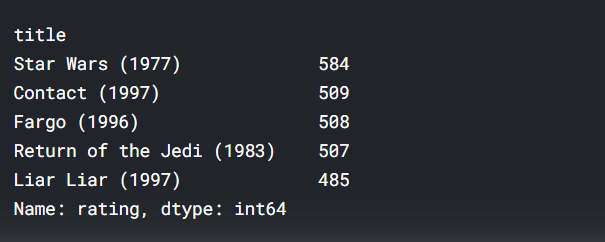 title
Star Wars (1977)             584
Contact (1997)               509
Fargo (1996)                 508
Return of the Jedi (1983)    507
Liar Liar (1997)             485
Name: rating, dtype: int64